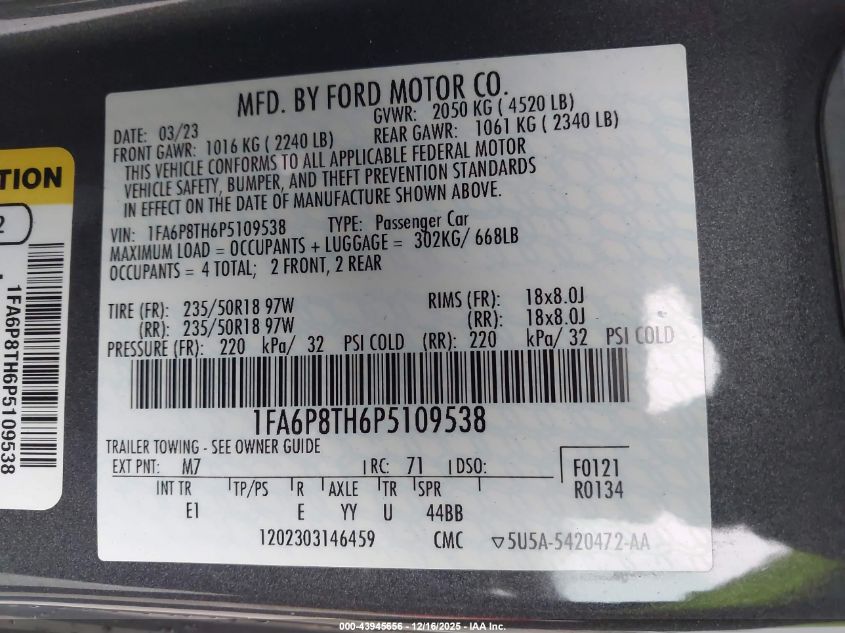 MFD. BY FORD MOTOR CO.
DATE: 03/23 GVWR: 2050 KG ( 4520 LB)
FRONT GAWR: 1016 KG ( 2240 LB) REAR GAWR: 1061 KG ( 2340 LB)
THIS VEHICLE CONFORMS TO ALL APPLICABLE FEDERAL MOTOR
VEHICLE SAFETY, BUMPER, AND THEFT PREVENTION STANDARDS
IN EFFECT ON THE DATE OF MANUFACTURE SHOWN ABOVE.
VIN: 1FA6P8TH6P5109538 TYPE: Passenger Car
MAXIMUM LOAD = OCCUPANTS + LUGGAGE = 302KG/ 668LB
OCCUPANTS = 4 TOTAL; 2 FRONT, 2 REAR
TIRE (FR): 235/50R18 97W RIMS (FR): 18x8.0J
(RR): 235/50R18 97W (RR): 18x8.0J
PRESSURE (FR): 220 kPa/ 32 PSI COLD (RR): 220 kPa/ 32 PSI COLD
1FA6P8TH6P5109538
TRAILER TOWING - SEE OWNER GUIDE
EXT PNT: M7 RC: 71 DSO: F0121
R0134
INT TR TP/PS R AXLE TR SPR
E1 E YY U 44BB
1202303146459 CMC ▽5U5A-5420472-AA
TION
2
1FA6P8TH6P5109538
000-43945656 - 12/16/2025 - IAA Inc.